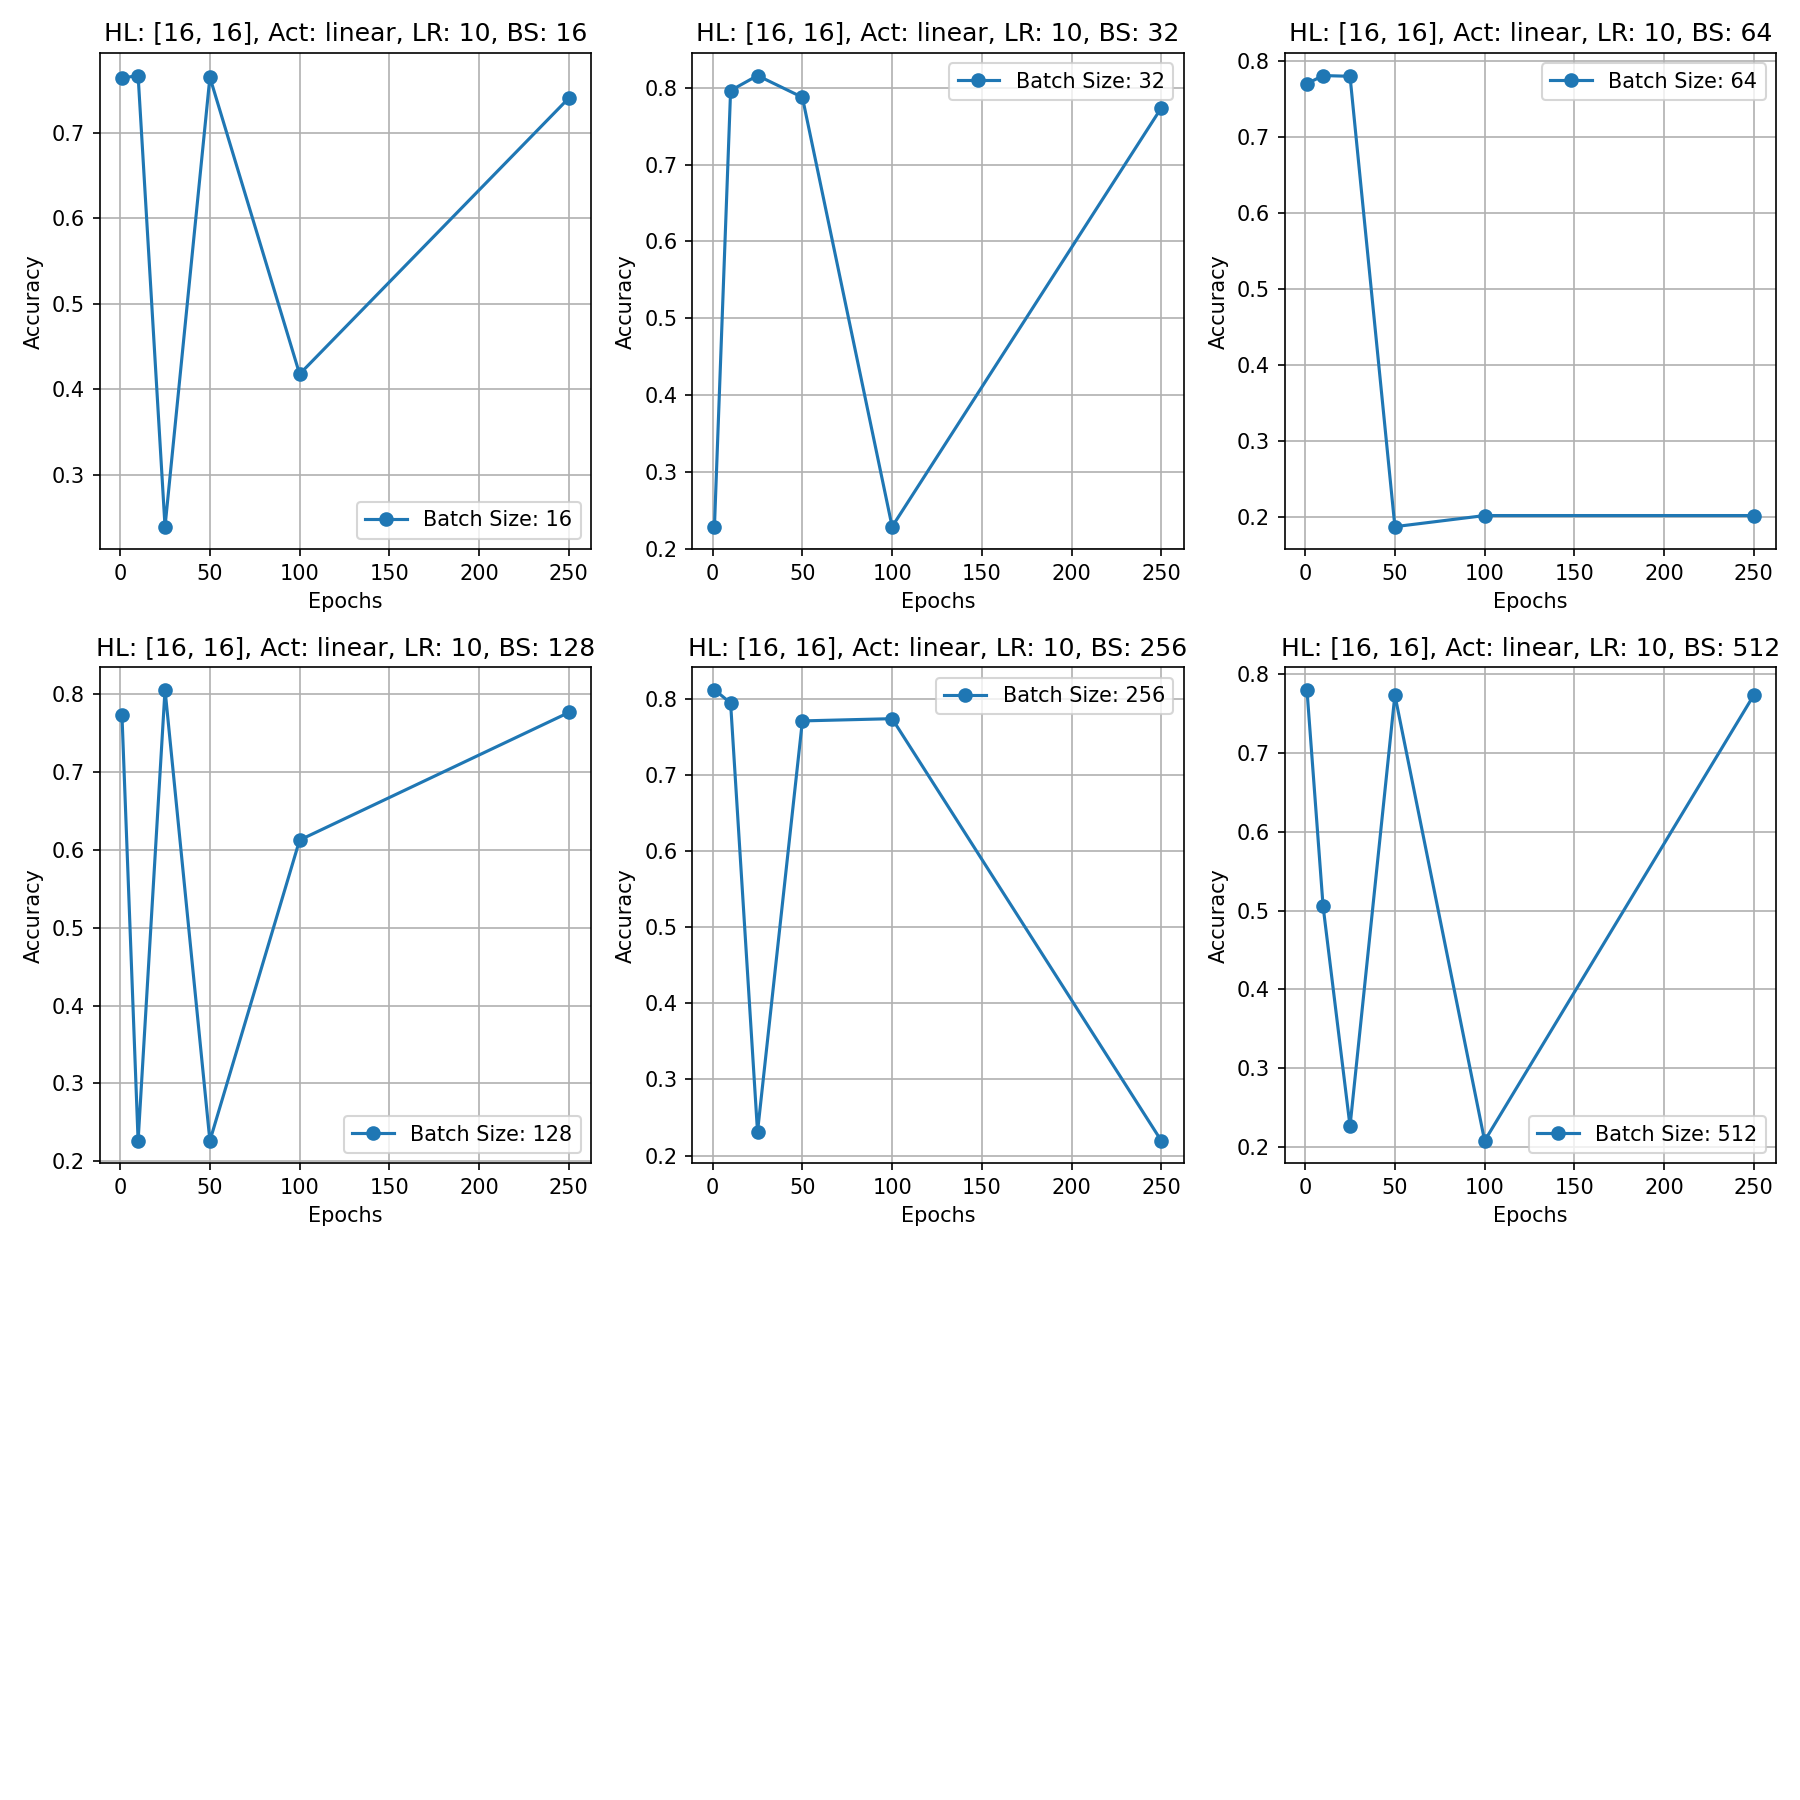 HL: [16, 16], Act: linear, LR: 10, BS: 16
Accuracy
0.7
0.6
0.5
0.4
0.3
Batch Size: 16
0 50 100 150 200 250
Epochs
HL: [16, 16], Act: linear, LR: 10, BS: 32
Accuracy
0.8
0.7
0.6
0.5
0.4
0.3
0.2
Batch Size: 32
0 50 100 150 200 250
Epochs
HL: [16, 16], Act: linear, LR: 10, BS: 64
Accuracy
0.8
0.7
0.6
0.5
0.4
0.3
0.2
Batch Size: 64
0 50 100 150 200 250
Epochs
HL: [16, 16], Act: linear, LR: 10, BS: 128
Accuracy
0.8
0.7
0.6
0.5
0.4
0.3
0.2
Batch Size: 128
0 50 100 150 200 250
Epochs
HL: [16, 16], Act: linear, LR: 10, BS: 256
Accuracy
0.8
0.7
0.6
0.5
0.4
0.3
0.2
Batch Size: 256
0 50 100 150 200 250
Epochs
HL: [16, 16], Act: linear, LR: 10, BS: 512
Accuracy
0.8
0.7
0.6
0.5
0.4
0.3
0.2
Batch Size: 512
0 50 100 150 200 250
Epochs